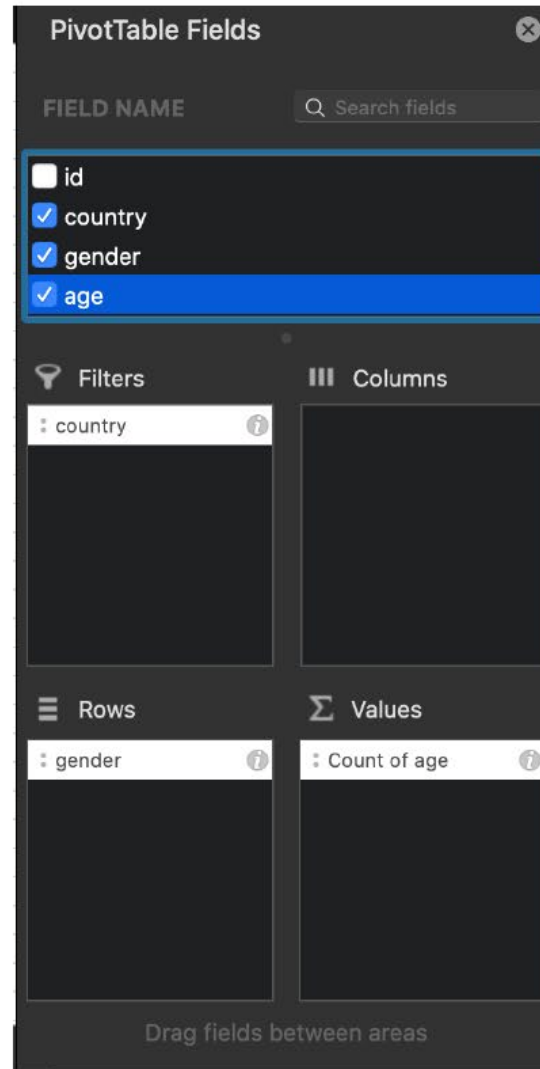 PivotTable Fields
FIELD NAME
Search fields
id
country
gender
age
Filters
Columns
country
Rows
Values
gender
Count of age
Drag fields between areas